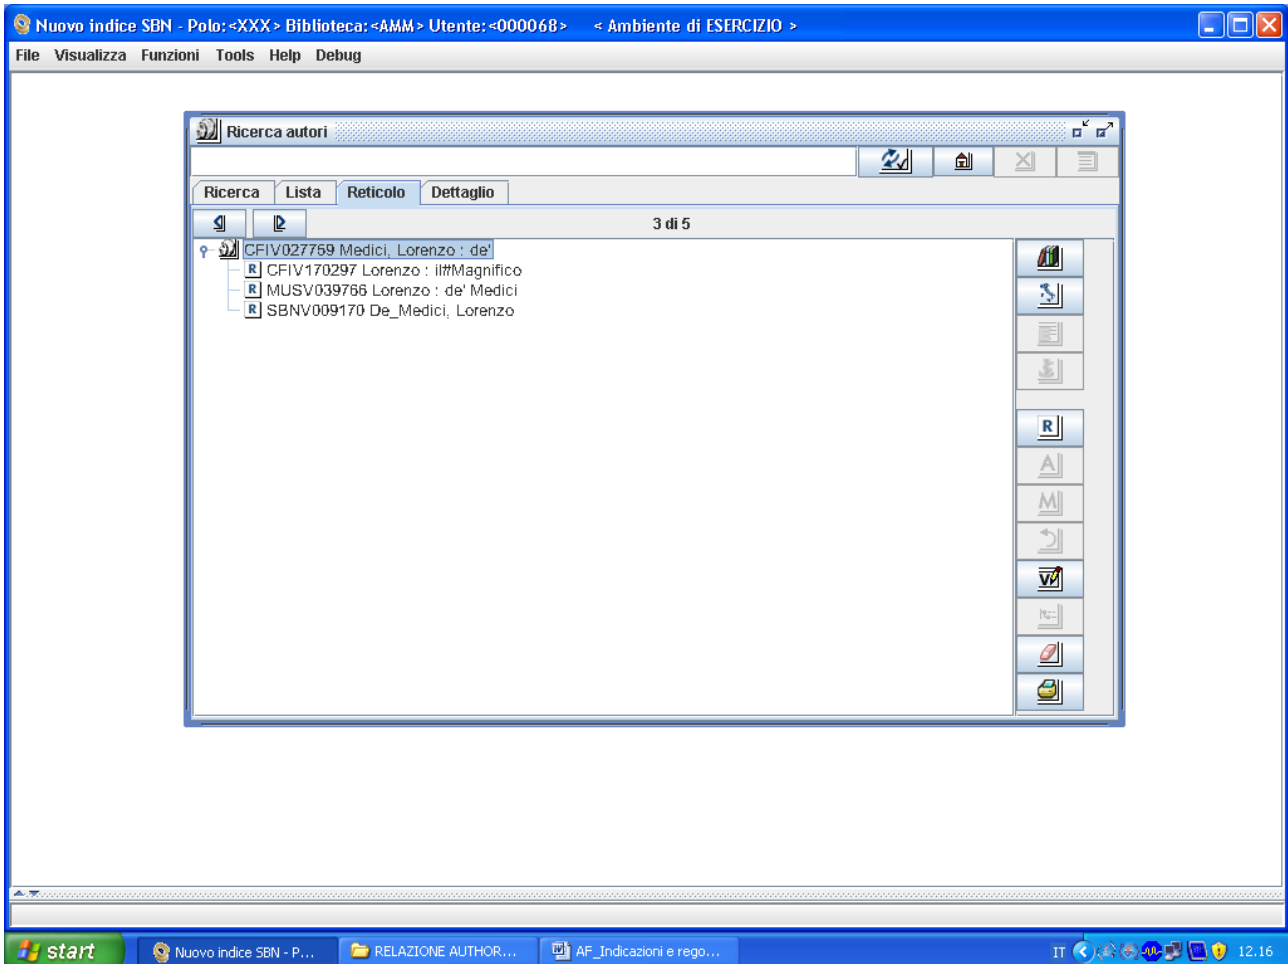 Nuovo indice SBN - Polo:<XXX> Biblioteca:<AMM> Utente:<000068> < Ambiente di ESERCIZIO >
File Visualizza Funzioni Tools Help Debug
Ricerca autori
Ricerca Lista Reticolo Dettaglio
3 di 5
CFIV027769 Medici, Lorenzo : de'
R CFIV170297 Lorenzo : il#Magnifico
R MUSV039766 Lorenzo : de' Medici
R SBNV009170 De_Medici, Lorenzo
R
A
M
V
start Nuovo indice SBN - P... RELAZIONE AUTHOR... AF_Indicazioni e rego... IT 12.16